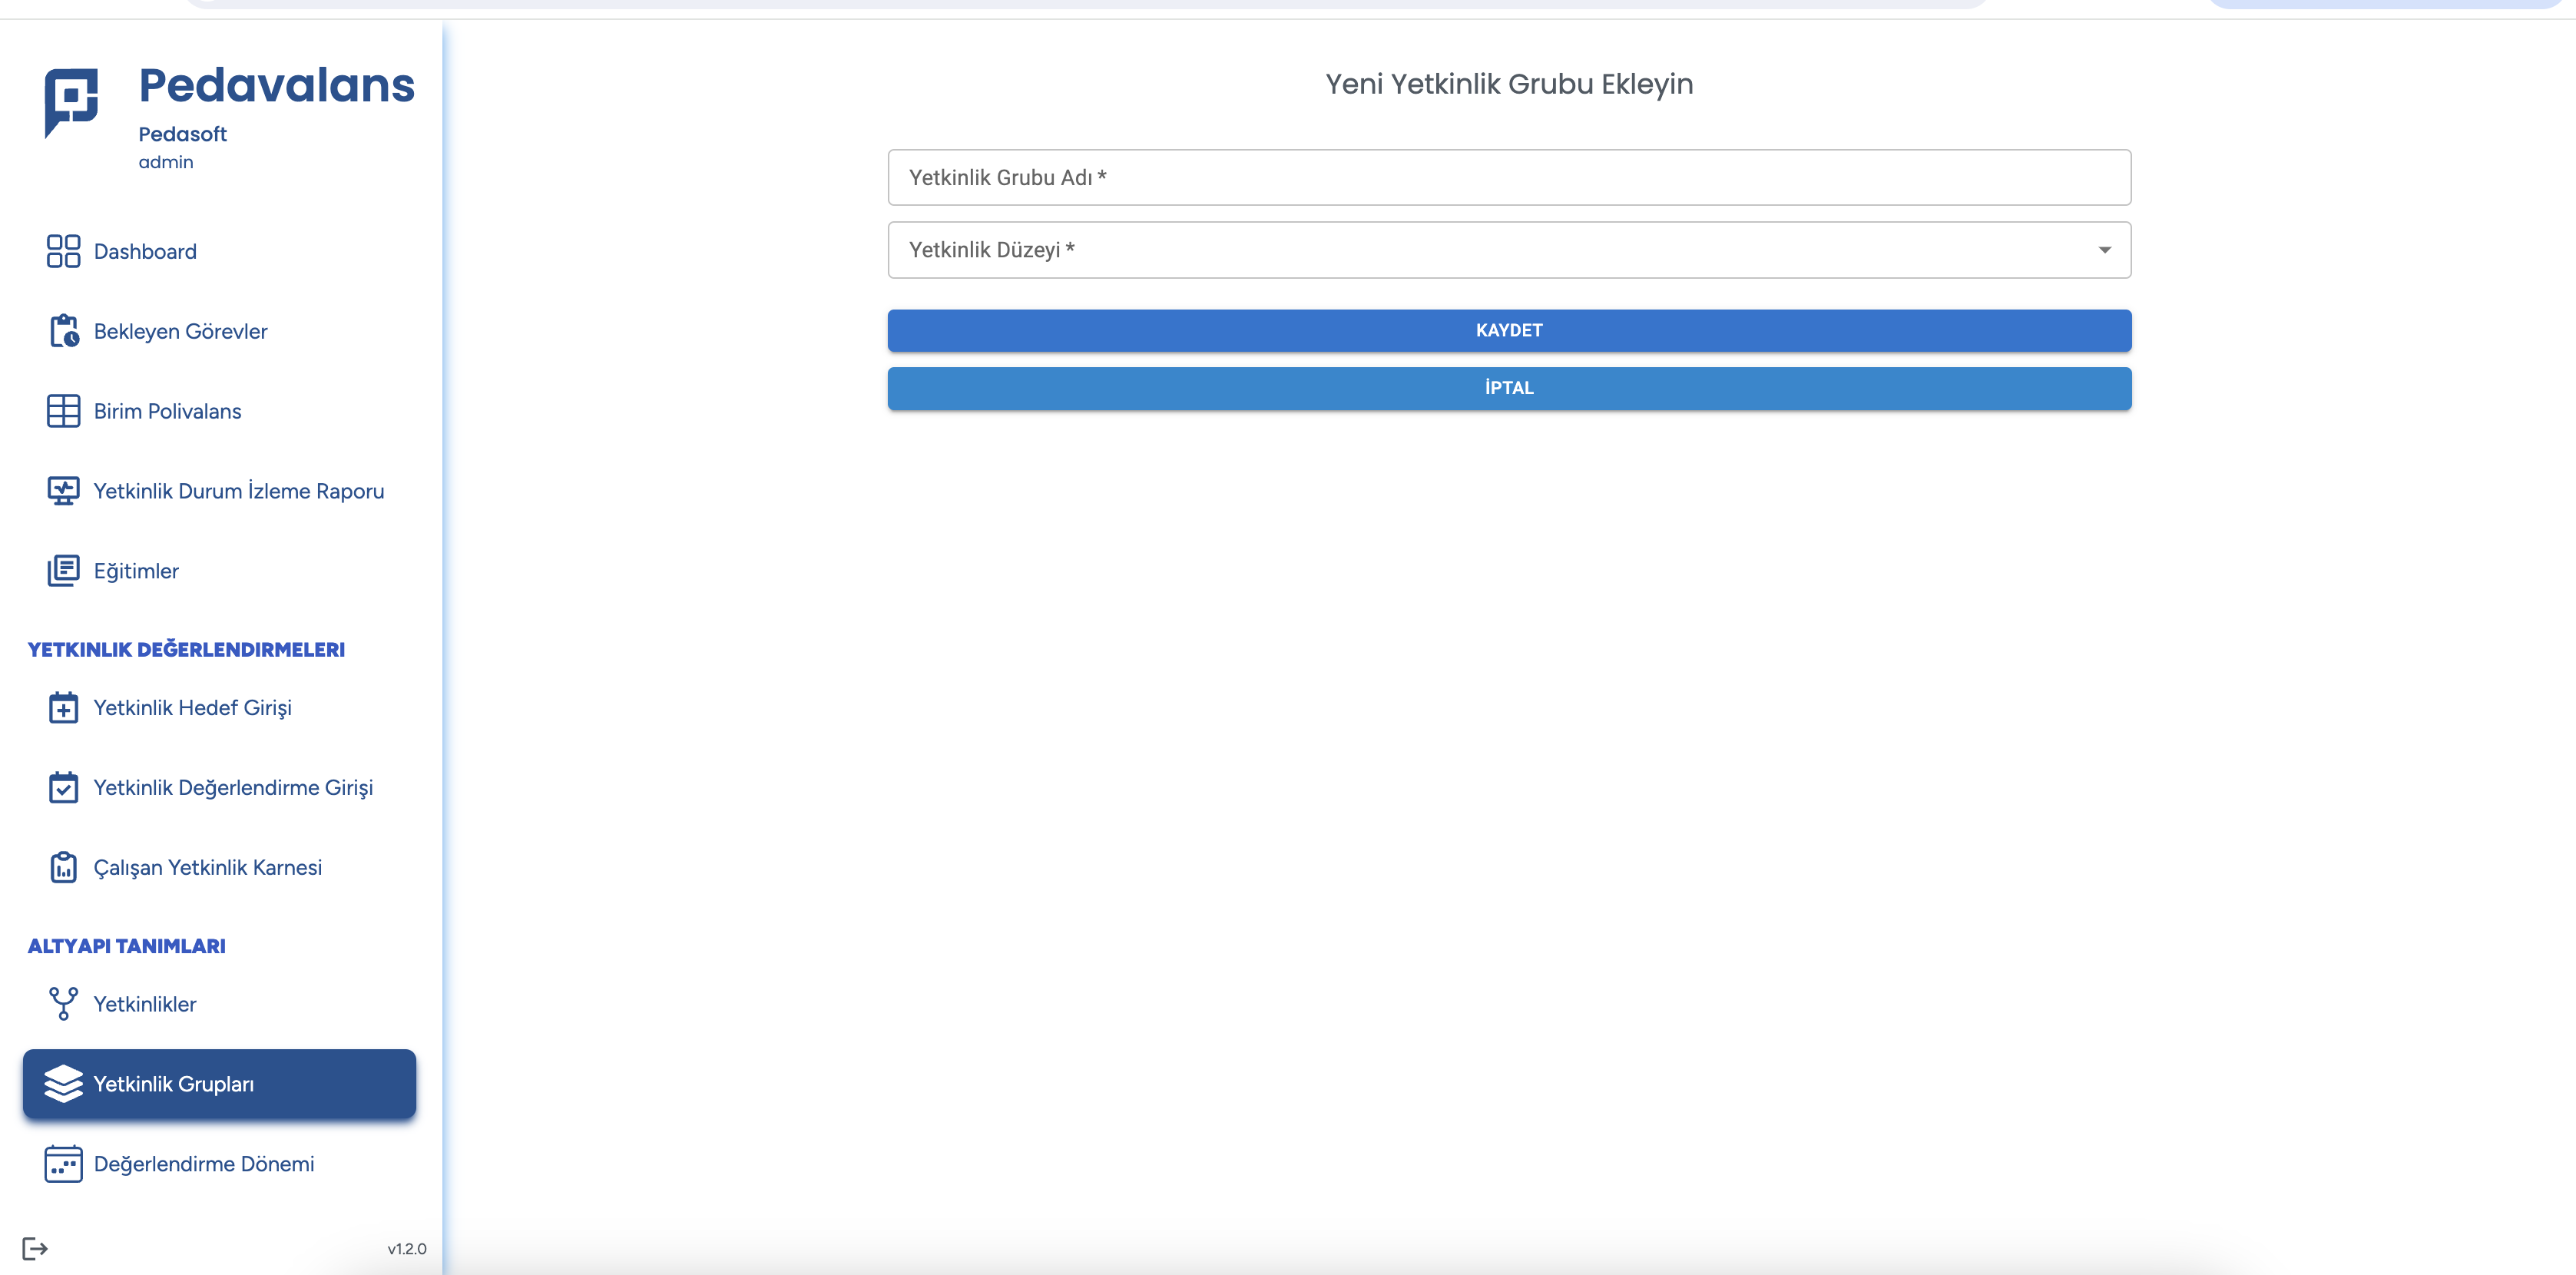 Pedavalans
Pedasoft
admin
Dashboard
Bekleyen Görevler
Birim Polivalans
Yetkinlik Durum İzleme Raporu
Eğitimler
YETKINLIK DEĞERLENDIRMELERI
Yetkinlik Hedef Girişi
Yetkinlik Değerlendirme Girişi
Çalışan Yetkinlik Karnesi
ALTYAPI TANIMLARI
Yetkinlikler
Yetkinlik Grupları
Değerlendirme Dönemi
v1.2.0
Yeni Yetkinlik Grubu Ekleyin
Yetkinlik Grubu Adı *
Yetkinlik Düzeyi *
KAYDET
İPTAL